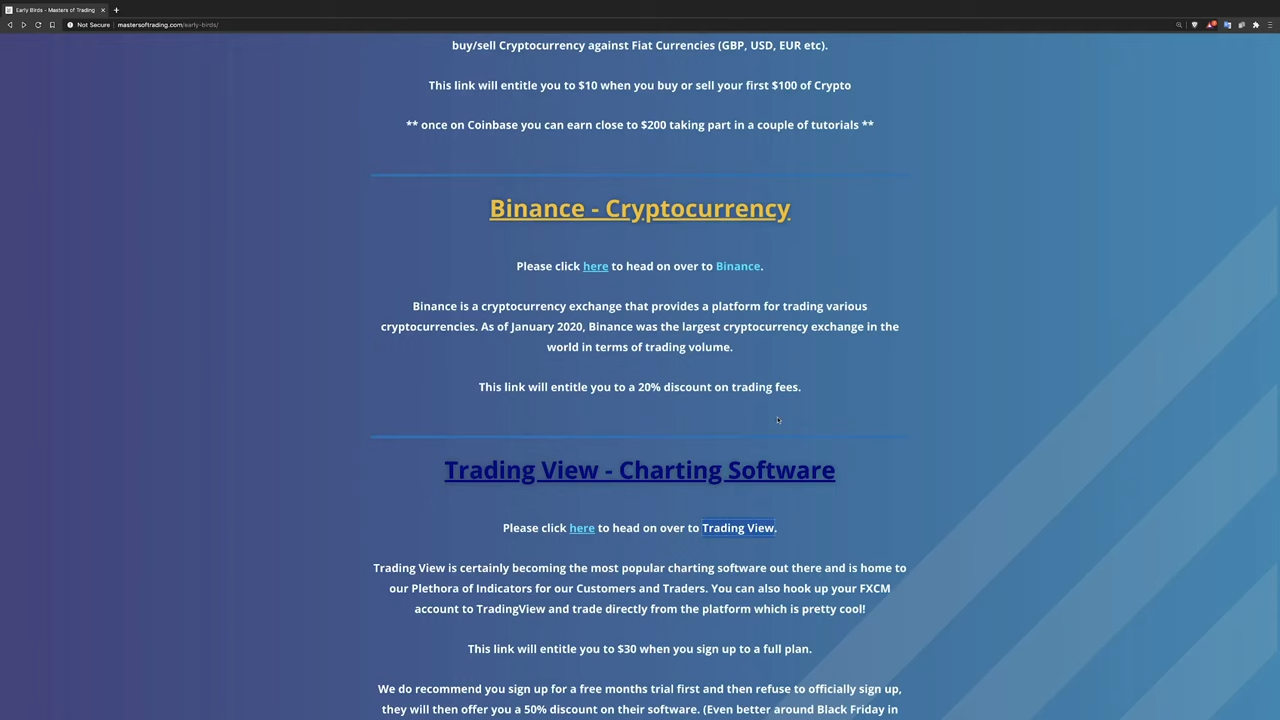 Early Birds - Masters of Trading
Not Secure
mastersoftrading.com/early-birds/
buy/sell Cryptocurrency against Fiat Currencies (GBP, USD, EUR etc).
This link will entitle you to $10 when you buy or sell your first $100 of Crypto
** once on Coinbase you can earn close to $200 taking part in a couple of tutorials **
Binance - Cryptocurrency
Please click here to head on over to Binance.
Binance is a cryptocurrency exchange that provides a platform for trading various
cryptocurrencies. As of January 2020, Binance was the largest cryptocurrency exchange in the
world in terms of trading volume.
This link will entitle you to a 20% discount on trading fees.
Trading View - Charting Software
Please click here to head on over to Trading View.
Trading View is certainly becoming the most popular charting software out there and is home to
our Plethora of Indicators for our Customers and Traders. You can also hook up your FXCM
account to TradingView and trade directly from the platform which is pretty cool!
This link will entitle you to $30 when you sign up to a full plan.
We do recommend you sign up for a free months trial first and then refuse to officially sign up,
they will then offer you a 50% discount on their software. (Even better around Black Friday in